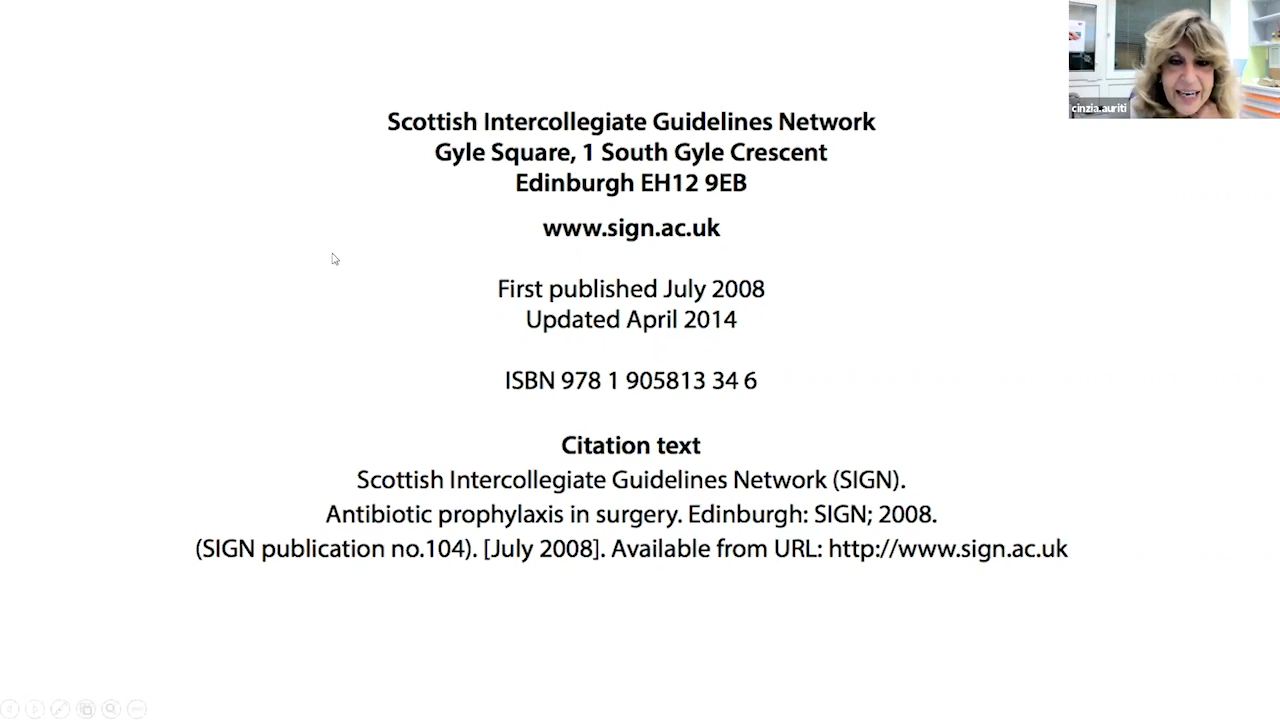 cinzia.auriti
Scottish Intercollegiate Guidelines Network
Gyle Square, 1 South Gyle Crescent
Edinburgh EH12 9EB
www.sign.ac.uk
First published July 2008
Updated April 2014
ISBN 978 1 905813 34 6
Citation text
Scottish Intercollegiate Guidelines Network (SIGN).
Antibiotic prophylaxis in surgery. Edinburgh: SIGN; 2008.
(SIGN publication no.104). [July 2008]. Available from URL: http://www.sign.ac.uk